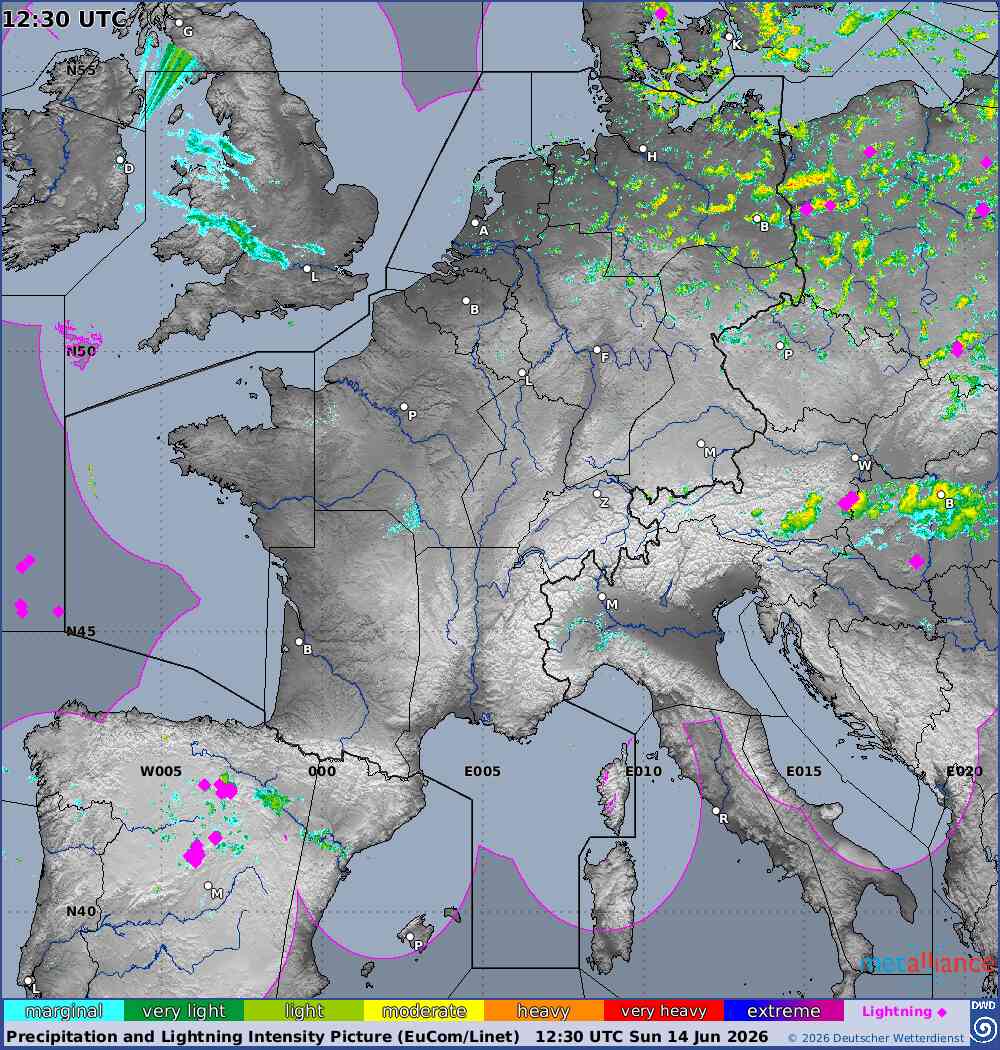 12:30 UTC
G
K
N55
H
D
A
B
B
L
N50
F
P
L
P
M
W
Z
B
M
N45
B
W005
000
E005
E010
E015
E020
R
M
N40
P
L
metalliance
marginal
very light
light
moderate
heavy
very heavy
extreme
Lightning
DWD
Precipitation and Lightning Intensity Picture (EuCom/Linet) 12:30 UTC Sun 14 Jun 2026 © 2026 Deutscher Wetterdienst